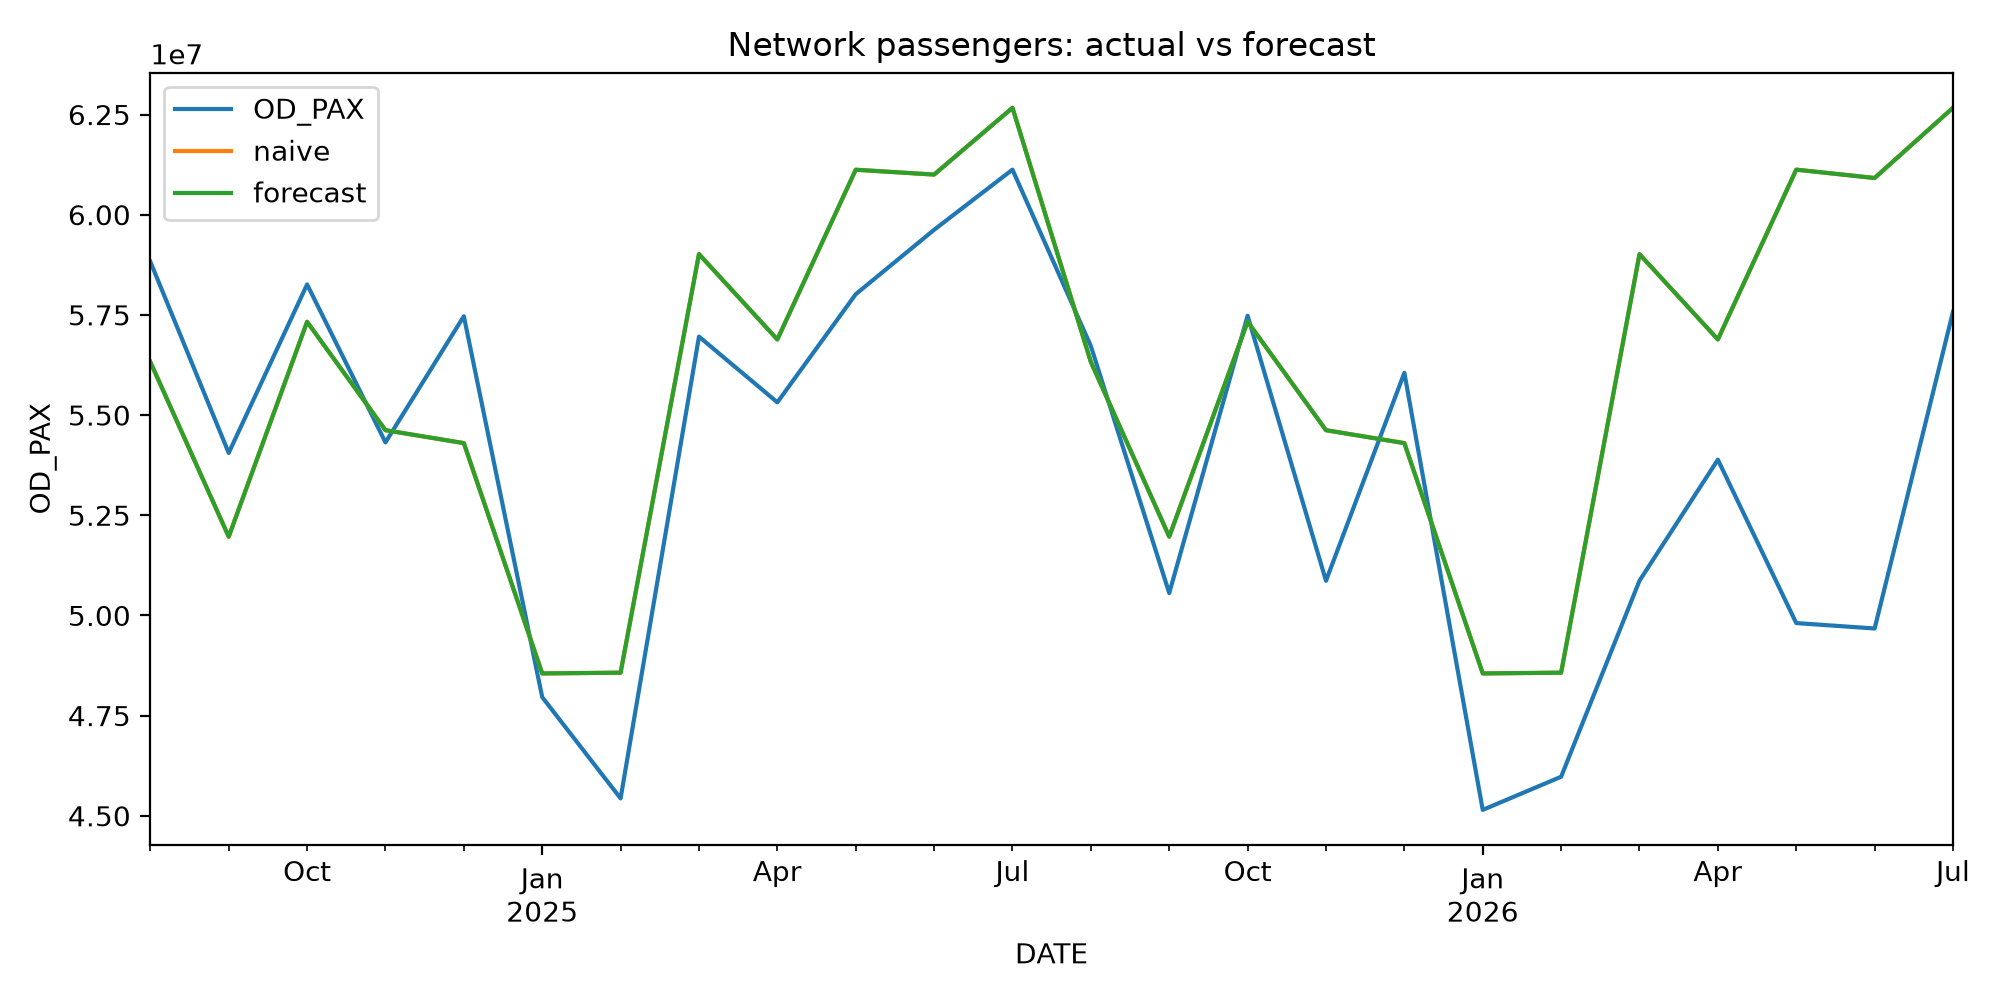 Network passengers: actual vs forecast
1e7
OD_PAX
naive
forecast
6.25
6.00
5.75
5.50
5.25
5.00
4.75
4.50
OD_PAX
Oct
Jan
2025
Apr
Jul
Oct
Jan
2026
Apr
Jul
DATE